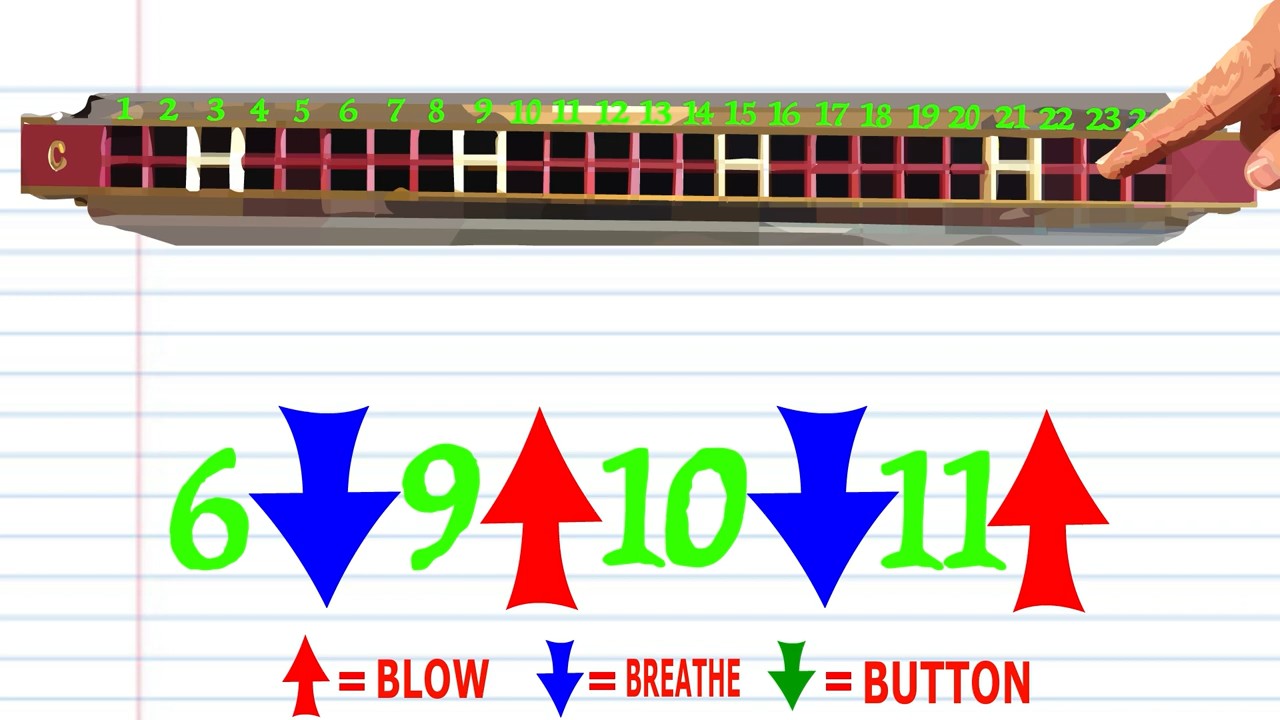 1 2 3 4 5 6 7 8 9 10 11 12 13 14 15 16 17 18 19 20 21 22 23
C
6 9 10 11
= BLOW = BREATHE = BUTTON